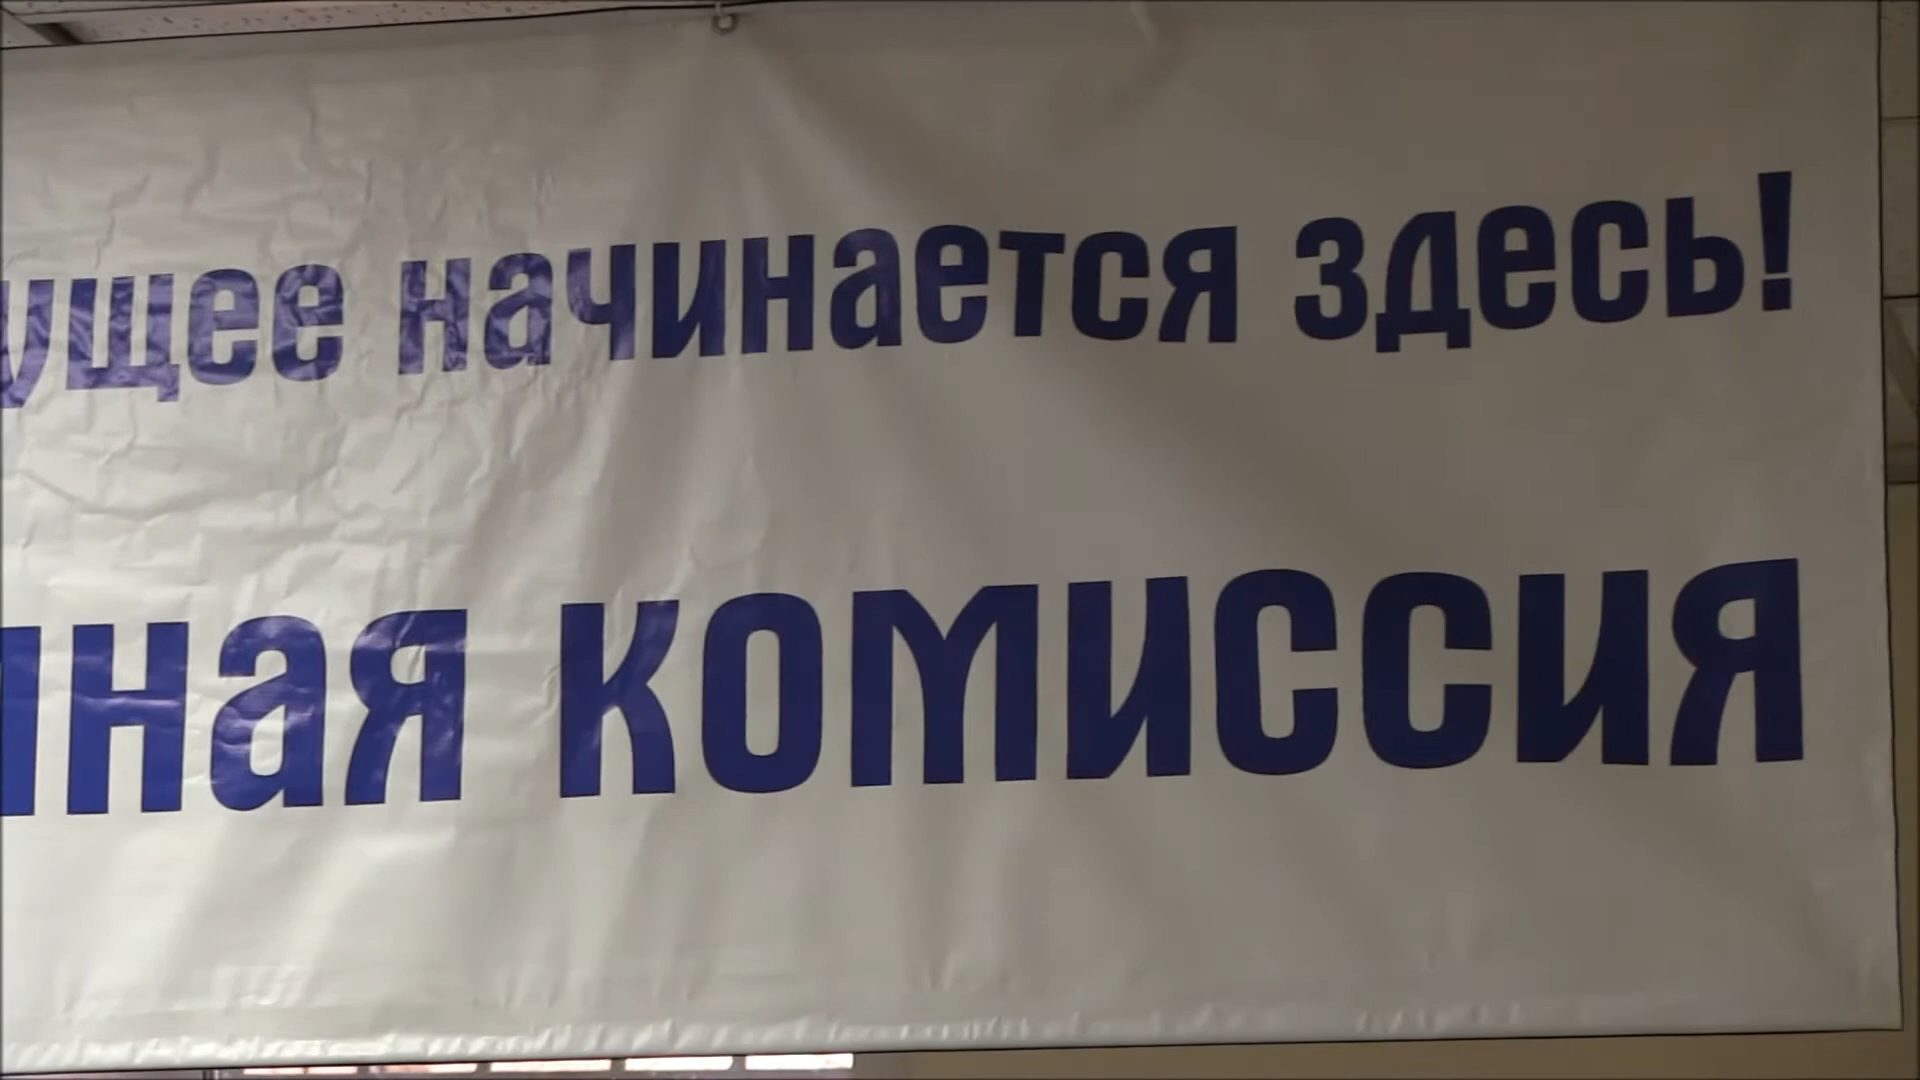 ущее начинается здесь!
ная комиссия